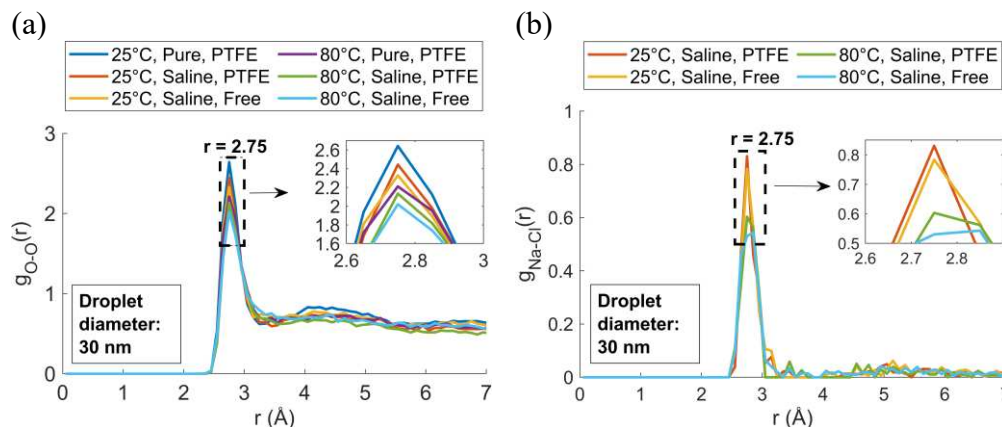 (a)
25°C, Pure, PTFE 80°C, Pure, PTFE
25°C, Saline, PTFE 80°C, Saline, PTFE
25°C, Saline, Free 80°C, Saline, Free
3
2
1
0
g_O-O(r)
r = 2.75
2.6
2.4
2.2
2
1.8
1.6
2.6 2.8 3
Droplet
diameter:
30 nm
0 1 2 3 4 5 6 7
r (Å)
(b)
25°C, Saline, PTFE 80°C, Saline, PTFE
25°C, Saline, Free 80°C, Saline, Free
1
0.8
0.6
0.4
0.2
0
g_Na-Cl(r)
r = 2.75
0.8
0.7
0.6
0.5
2.6 2.7 2.8
Droplet
diameter:
30 nm
0 1 2 3 4 5 6 7
r (Å)